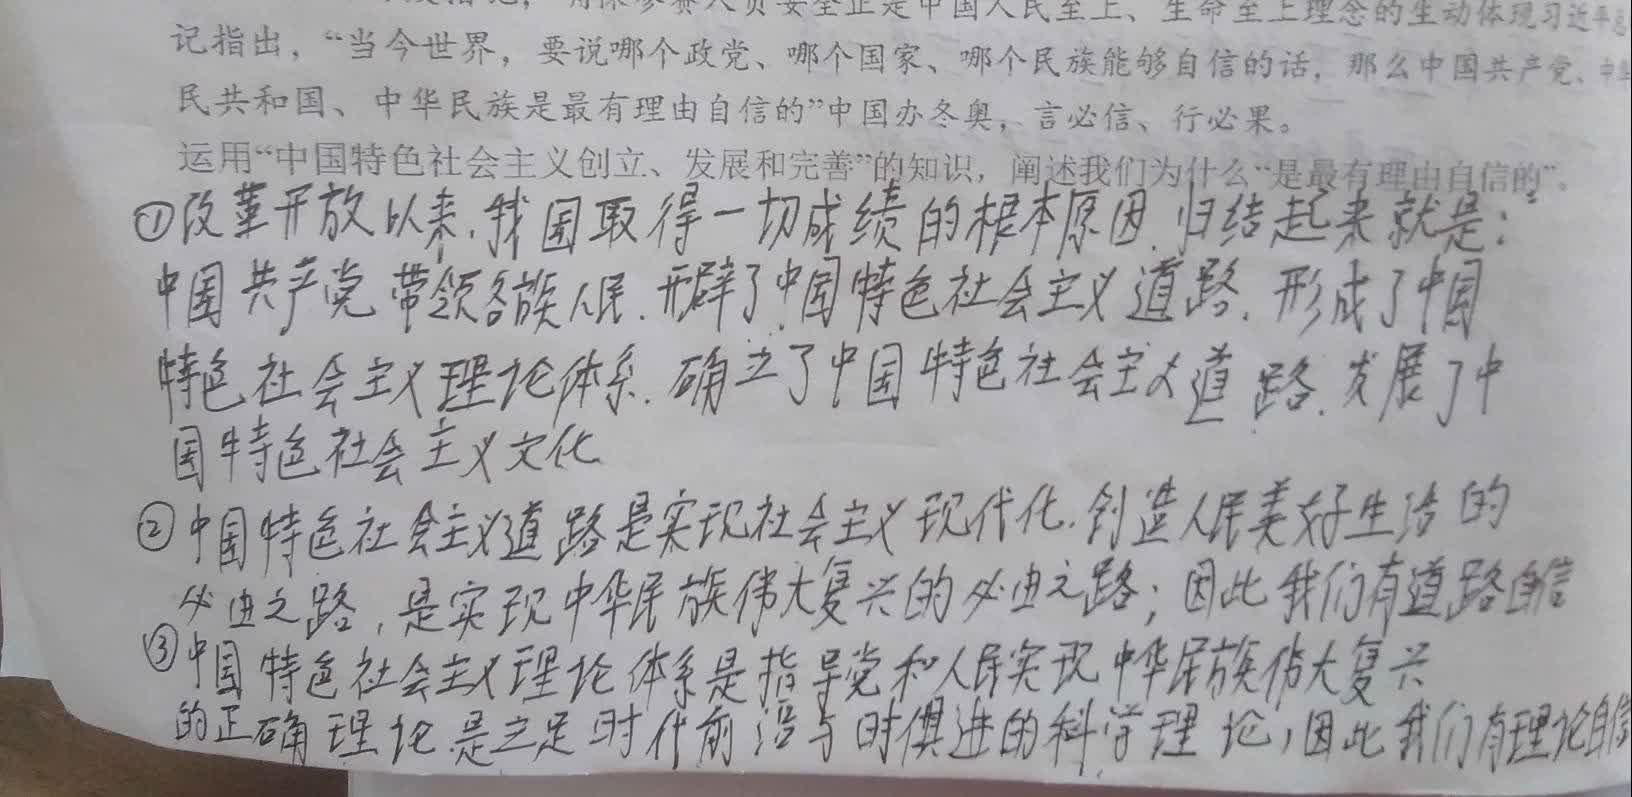 确保参赛人员安全正是中国人民至上、生命至上理念的生动体现习近平总
记指出，“当今世界，要说哪个政党、哪个国家、哪个民族能够自信的话，那么中国共产党、中华
民共和国、中华民族是最有理由自信的”中国办冬奥，言必信、行必果。
运用“中国特色社会主义创立、发展和完善”的知识，阐述我们为什么“是最有理由自信的”。
①改革开放以来,我国取得一切成绩的根本原因,归结起来就是:
中国共产党带领各族人民,开辟了中国特色社会主义道路,形成了中国
特色社会主义理论体系,确立了中国特色社会主义道路,发展了中
国特色社会主义文化
②中国特色社会主义道路是实现社会主义现代化,创造人民美好生活的
必由之路,是实现中华民族伟大复兴的必由之路;因此我们有道路自信
③中国特色社会主义理论体系是指导党和人民实现中华民族伟大复兴
的正确理论是立足时代前沿与时俱进的科学理论,因此我们有理论自信